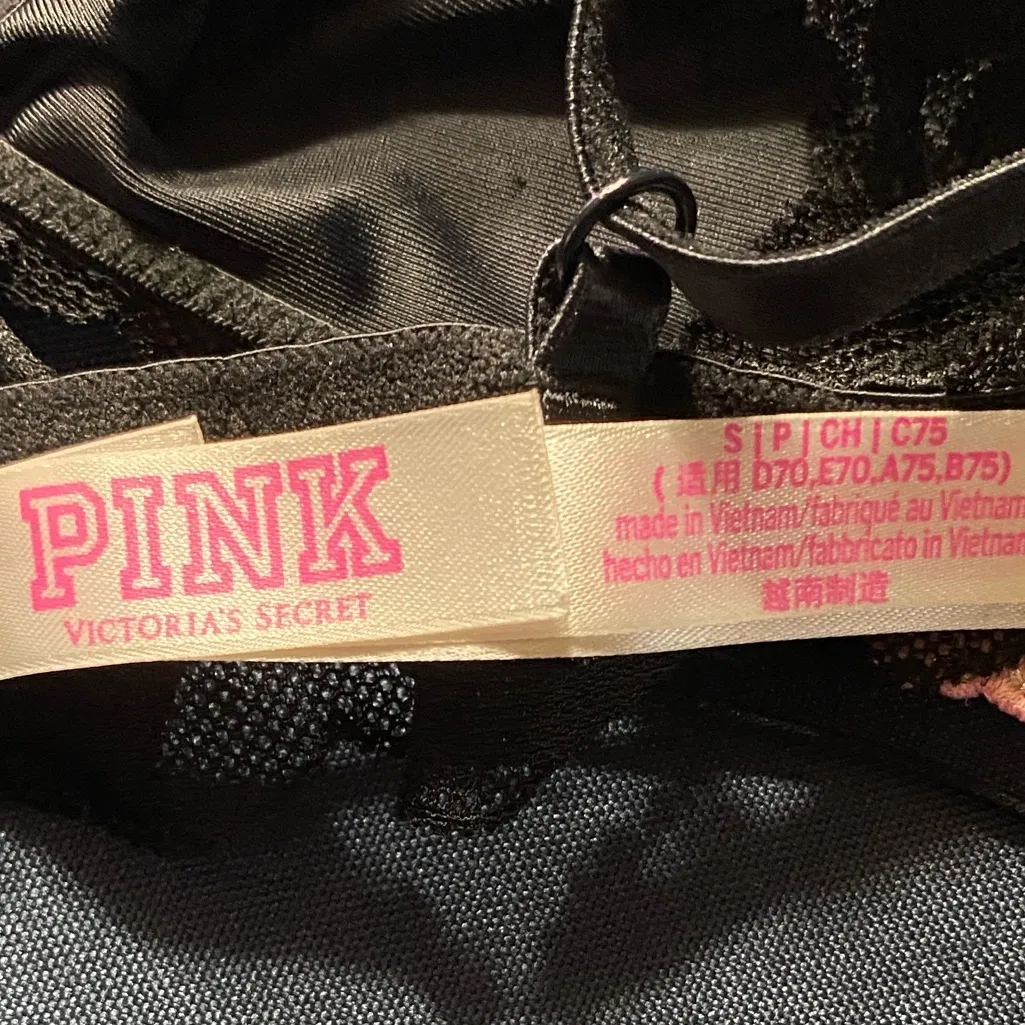 PINK
VICTORIA'S SECRET
S | P | CH | C75
( 适用 D70,E70,A75,B75)
made in Vietnam/fabriqué au Vietnam
hecho en Vietnam/fabbricato in Vietnam
越南制造